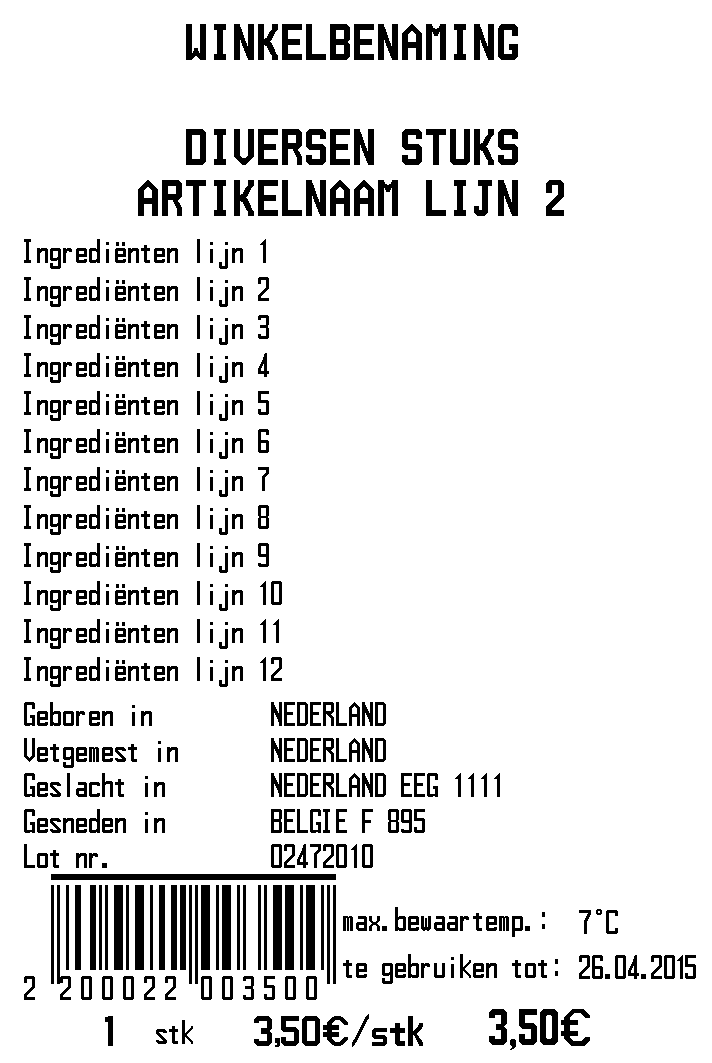 WINKELBENAMING
DIVERSEN STUKS
ARTIKELNAAM LIJN 2
Ingrediënten lijn 1
Ingrediënten lijn 2
Ingrediënten lijn 3
Ingrediënten lijn 4
Ingrediënten lijn 5
Ingrediënten lijn 6
Ingrediënten lijn 7
Ingrediënten lijn 8
Ingrediënten lijn 9
Ingrediënten lijn 10
Ingrediënten lijn 11
Ingrediënten lijn 12
Geboren in NEDERLAND
Vetgemest in NEDERLAND
Geslacht in NEDERLAND EEG 1111
Gesneden in BELGIE F 895
Lot nr. 02472010
max.bewaartemp.: 7°C
te gebruiken tot: 26.04.2015
2 200022 003500
1 stk 3,50€/stk 3,50€